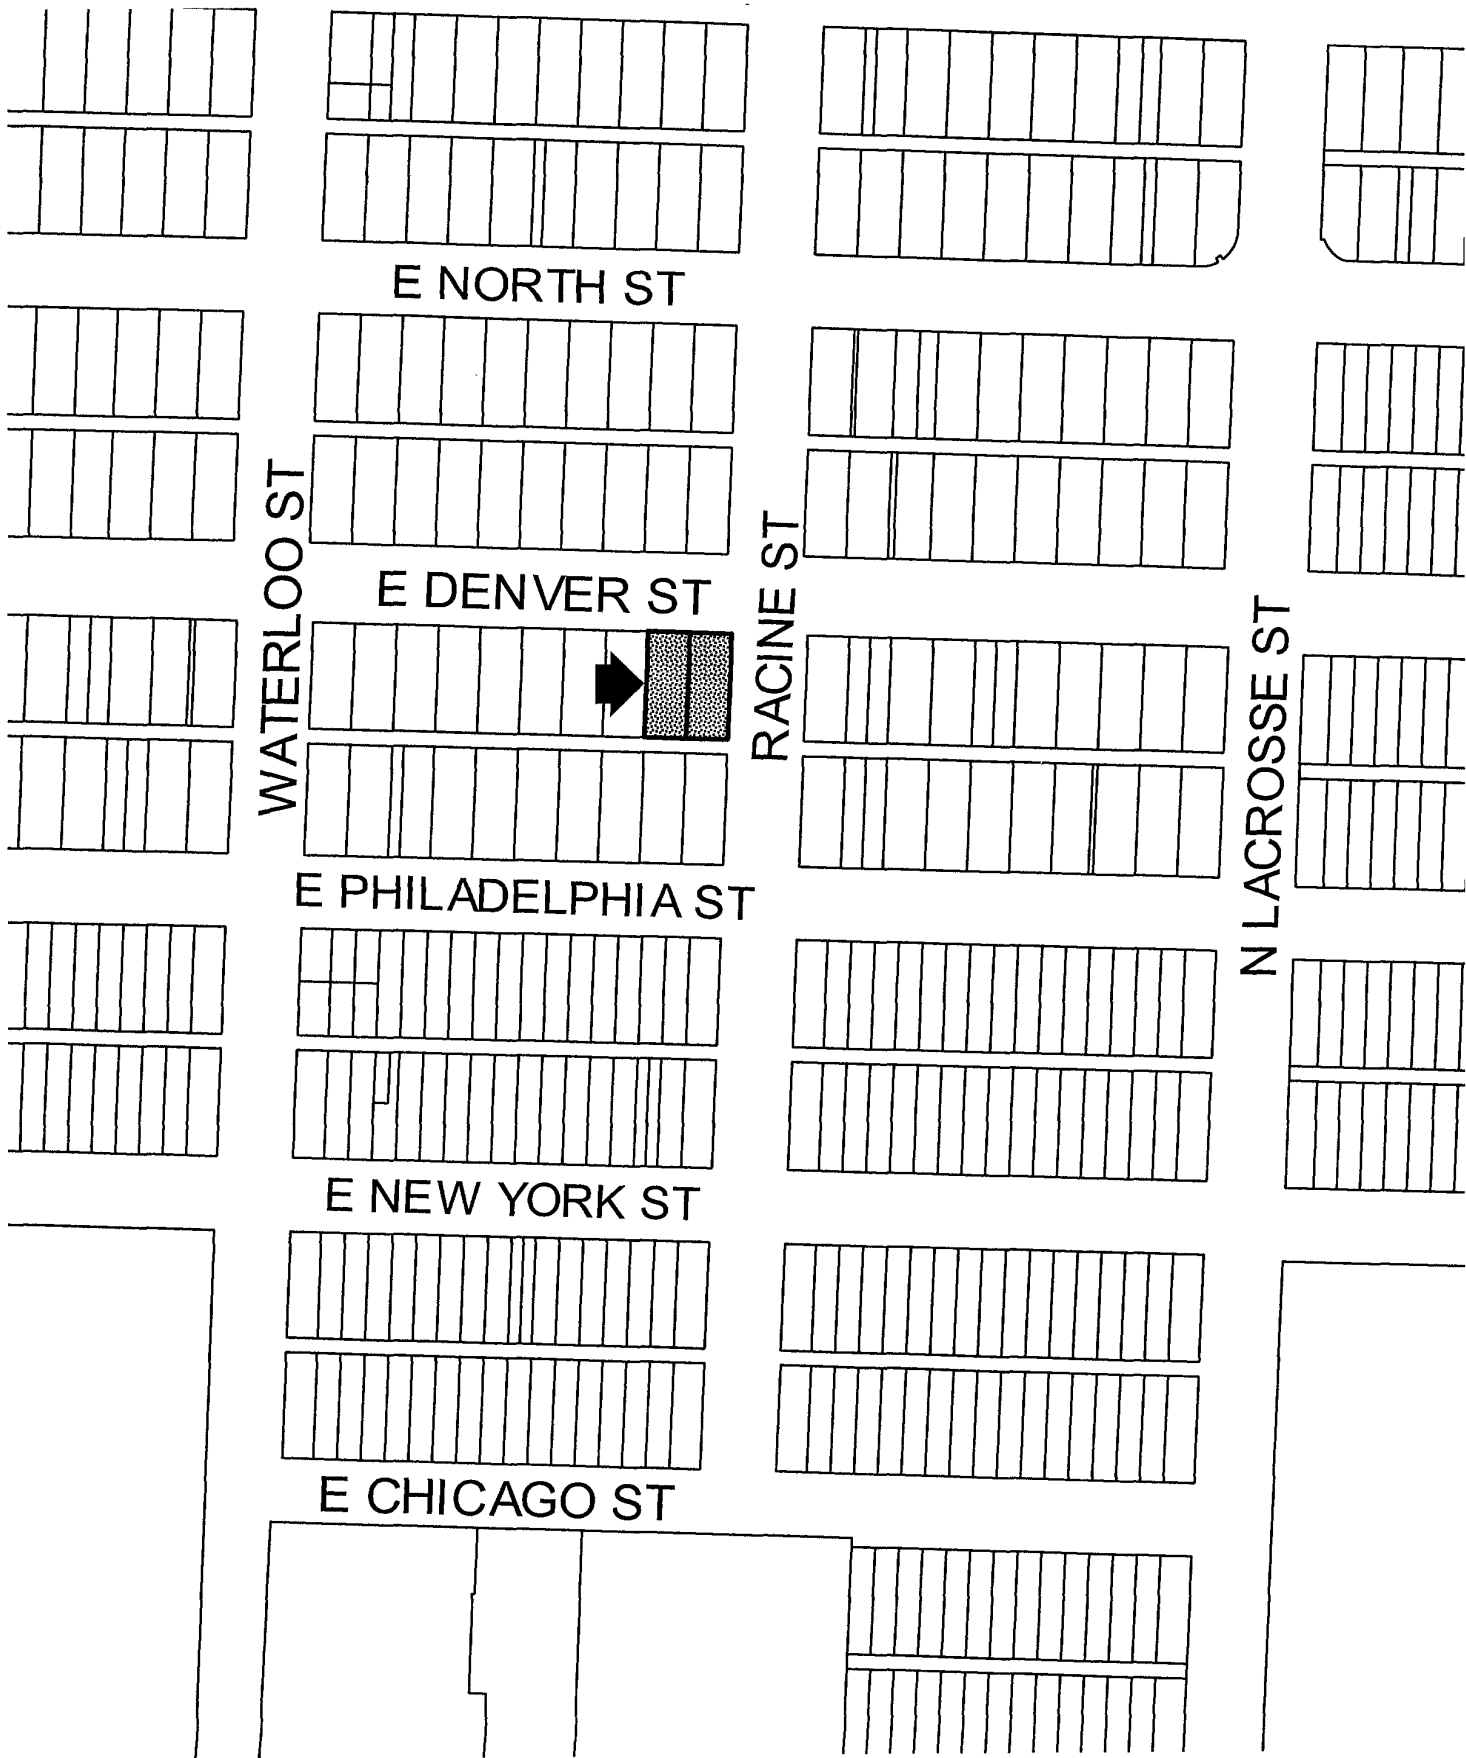 E NORTH ST
WATERLOO ST
E DENVER ST
RACINE ST
N LACROSSE ST
E PHILADELPHIA ST
E NEW YORK ST
E CHICAGO ST